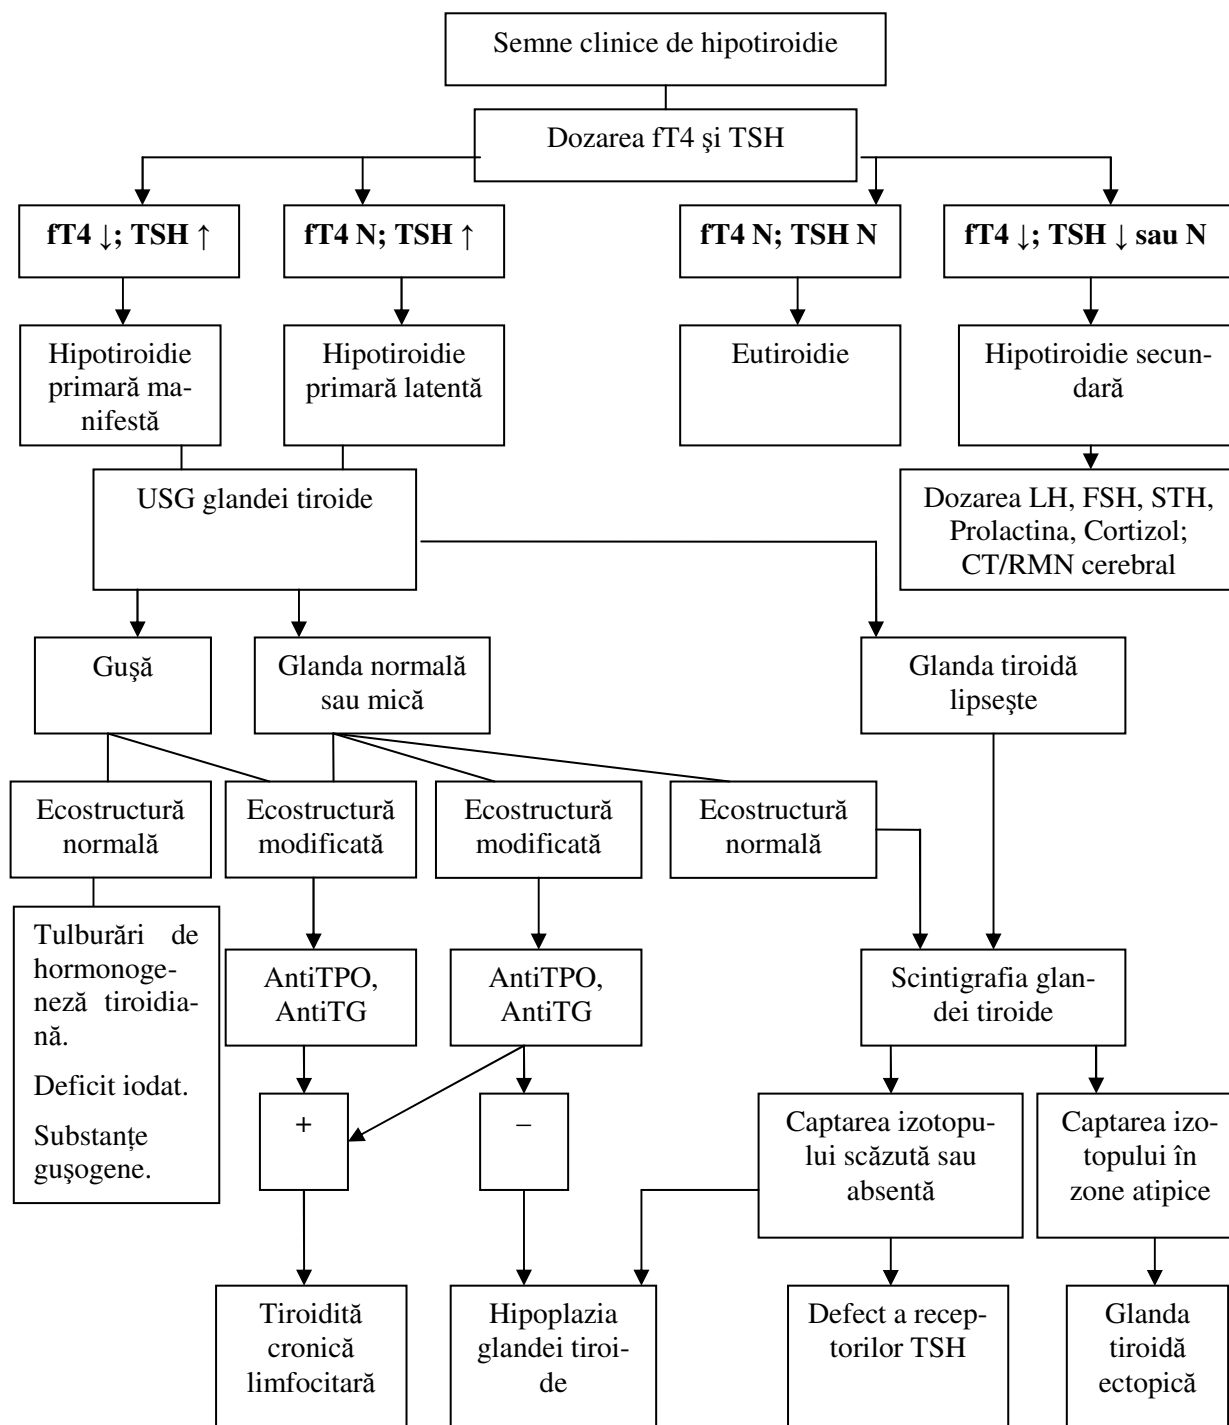 Semne clinice de hipotiroidie
Dozarea fT4 şi TSH
fT4 ↓; TSH ↑
fT4 N; TSH ↑
fT4 N; TSH N
fT4 ↓; TSH ↓ sau N
Hipotiroidie
primară ma-
nifestă
Hipotiroidie
primară latentă
Eutiroidie
Hipotiroidie secun-
dară
USG glandei tiroide
Dozarea LH, FSH, STH,
Prolactina, Cortizol;
CT/RMN cerebral
Guşă
Glanda normală
sau mică
Glanda tiroidă
lipseşte
Ecostructură
normală
Ecostructură
modificată
Ecostructură
modificată
Ecostructură
normală
Tulburări de
hormonoge-
neză tiroidia-
nă.
Deficit iodat.
Substanțe
guşogene.
AntiTPO,
AntiTG
AntiTPO,
AntiTG
Scintigrafia glan-
dei tiroide
+
–
Captarea izotopu-
lui scăzută sau
absentă
Captarea izo-
topului în
zone atipice
Tiroidită
cronică
limfocitară
Hipoplazia
glandei tiroi-
de
Defect a recep-
torilor TSH
Glanda
tiroidă
ectopică